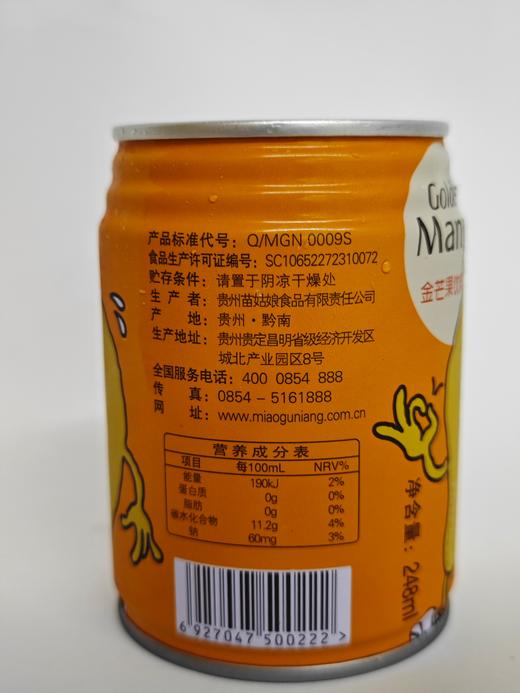 产品标准代号：Q/MGN 0009S
食品生产许可证编号：SC10652272310072
贮存条件：请置于阴凉干燥处
生产者：贵州苗姑娘食品有限责任公司
产地：贵州·黔南
生产地址：贵州贵定昌明省级经济开发区
城北产业园区8号
全国服务电话：400 0854 888
传真：0854-5161888
网址：www.miaoguniang.com.cn
营养成分表
项目 每100mL NRV%
能量 190kJ 2%
蛋白质 0g 0%
脂肪 0g 0%
碳水化合物 11.2g 4%
钠 60mg 3%
6 927047 500222 >
Golde
Man
金芒果
净含量：248ml